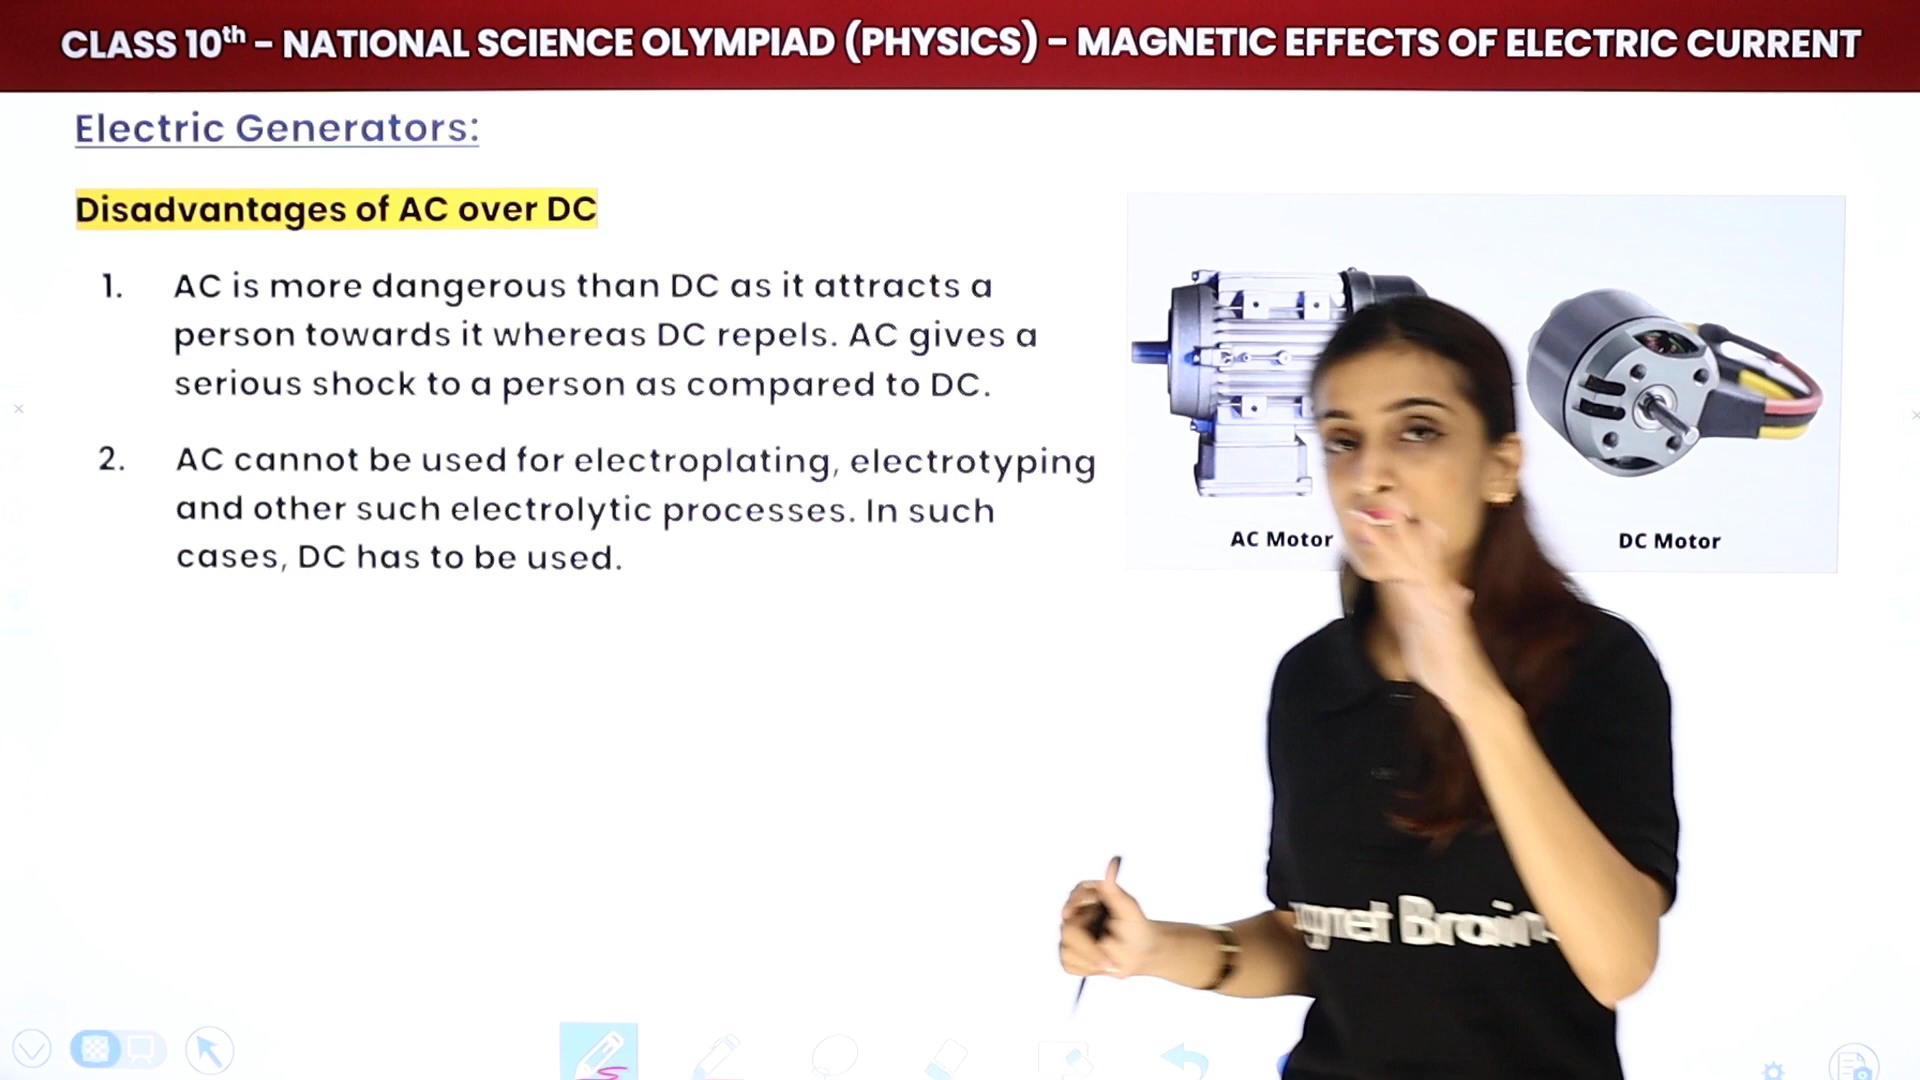 CLASS 10th – NATIONAL SCIENCE OLYMPIAD (PHYSICS) – MAGNETIC EFFECTS OF ELECTRIC CURRENT
Electric Generators:
Disadvantages of AC over DC
1. AC is more dangerous than DC as it attracts a
person towards it whereas DC repels. AC gives a
serious shock to a person as compared to DC.
2. AC cannot be used for electroplating, electrotyping
and other such electrolytic processes. In such
cases, DC has to be used.
AC Motor
DC Motor
gnet Brain